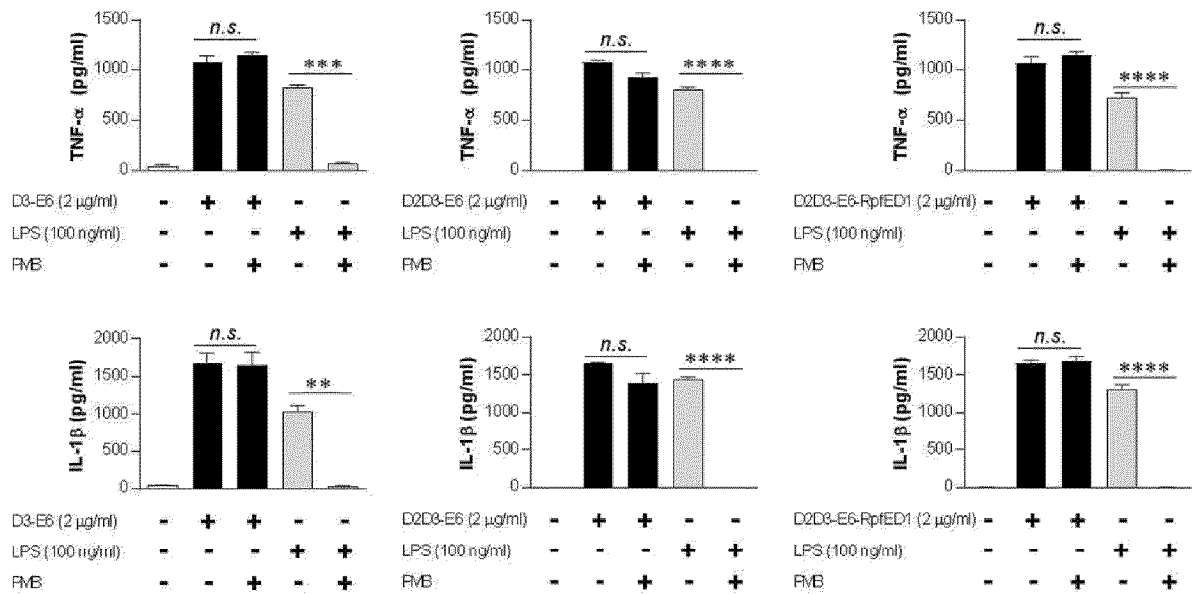 1500
1000
500
0
TNF-α (pg/ml)
n.s.
***
D3-E6 (2 µg/ml) - + + - -
LPS (100 ng/ml) - - - + +
PMB - - + - +
1500
1000
500
0
TNF-α (pg/ml)
n.s.
****
D2D3-E6 (2 µg/ml) - + + - -
LPS (100 ng/ml) - - - + +
PMB - - + - +
1500
1000
500
0
TNF-α (pg/ml)
n.s.
****
D2D3-E6-RpfED1 (2 µg/ml) - + + - -
LPS (100 ng/ml) - - - + +
PMB - - + - +
2000
1500
1000
500
0
IL-1β (pg/ml)
n.s.
**
D3-E6 (2 µg/ml) - + + - -
LPS (100 ng/ml) - - - + +
PMB - - + - +
2000
1500
1000
500
0
IL-1β (pg/ml)
n.s.
****
D2D3-E6 (2 µg/ml) - + + - -
LPS (100 ng/ml) - - - + +
PMB - - + - +
2000
1500
1000
500
0
IL-1β (pg/ml)
n.s.
****
D2D3-E6-RpfED1 (2 µg/ml) - + + - -
LPS (100 ng/ml) - - - + +
PMB - - + - +